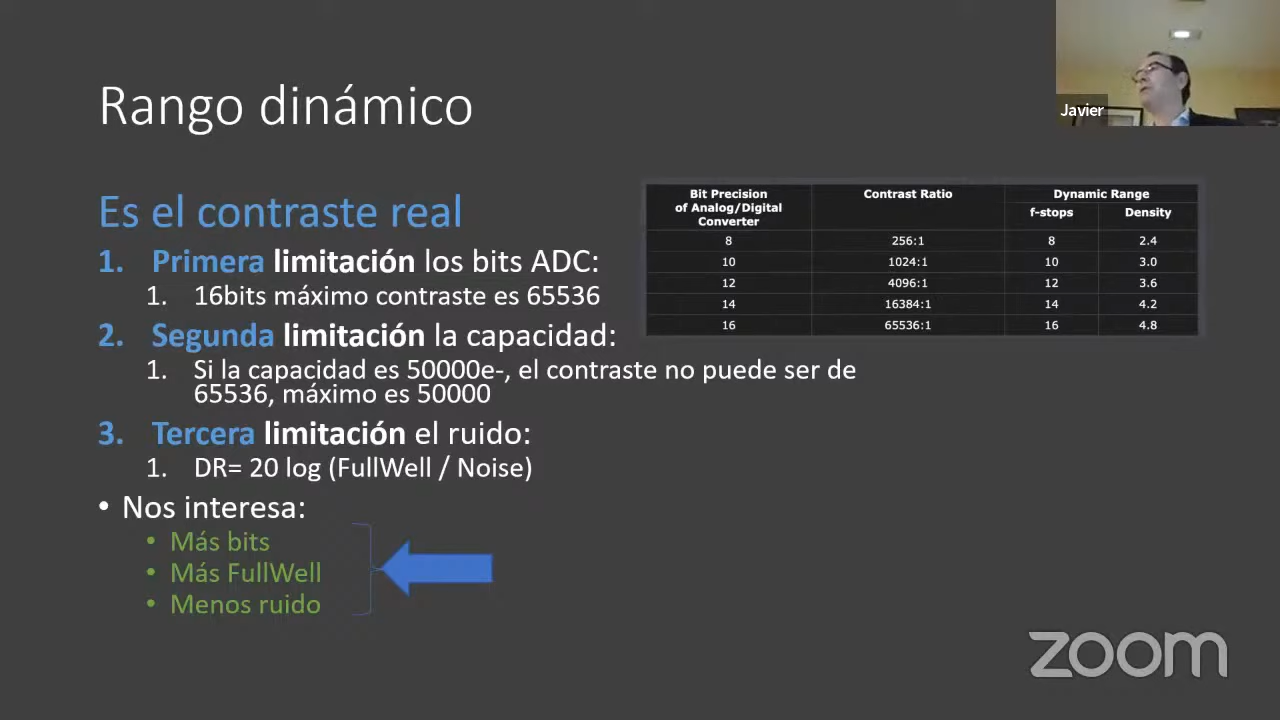 Rango dinámico
Javier
Es el contraste real
1. Primera limitación los bits ADC:
1. 16bits máximo contraste es 65536
2. Segunda limitación la capacidad:
1. Si la capacidad es 50000e-, el contraste no puede ser de
65536, máximo es 50000
3. Tercera limitación el ruido:
1. DR= 20 log (FullWell / Noise)
• Nos interesa:
• Más bits
• Más FullWell
• Menos ruido
Bit Precision
of Analog/Digital
Converter
Contrast Ratio
Dynamic Range
f-stops Density
8 256:1 8 2.4
10 1024:1 10 3.0
12 4096:1 12 3.6
14 16384:1 14 4.2
16 65536:1 16 4.8
zoom